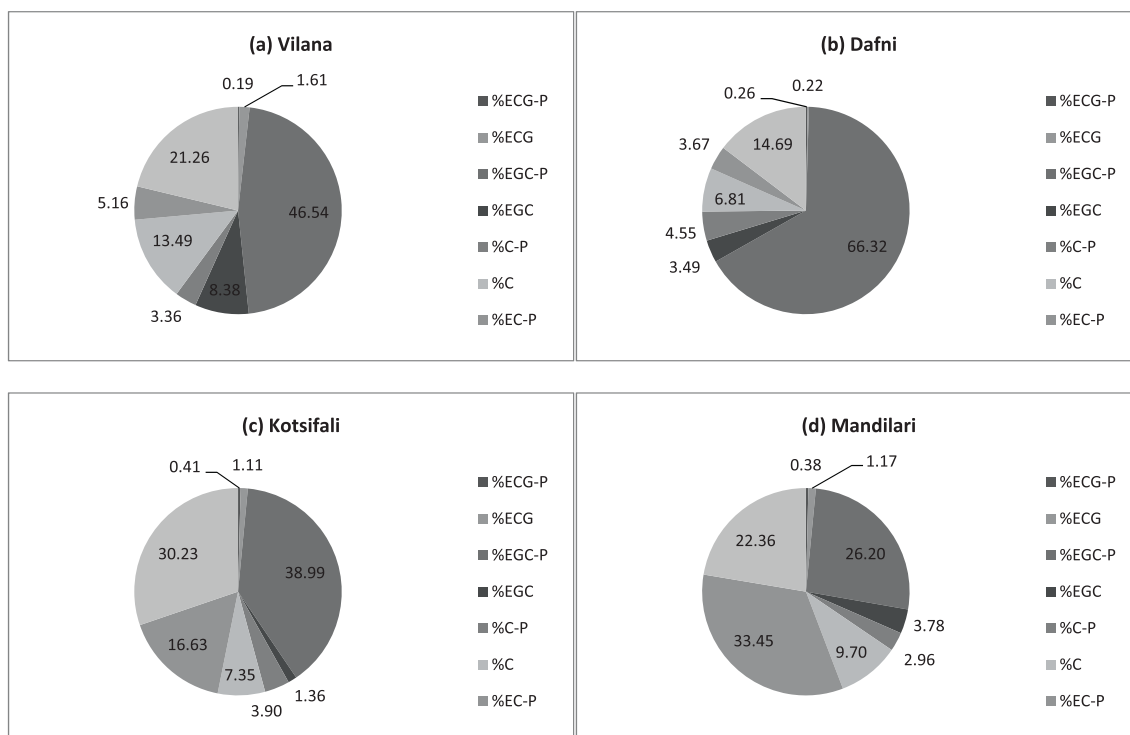 (a) Vilana
0.19
1.61
46.54
8.38
3.36
13.49
5.16
21.26
%ECG-P
%ECG
%EGC-P
%EGC
%C-P
%C
%EC-P
(b) Dafni
0.26
0.22
66.32
3.49
4.55
6.81
3.67
14.69
%ECG-P
%ECG
%EGC-P
%EGC
%C-P
%C
%EC-P
(c) Kotsifali
0.41
1.11
38.99
1.36
3.90
7.35
16.63
30.23
%ECG-P
%ECG
%EGC-P
%EGC
%C-P
%C
%EC-P
(d) Mandilari
0.38
1.17
26.20
3.78
2.96
9.70
33.45
22.36
%ECG-P
%ECG
%EGC-P
%EGC
%C-P
%C
%EC-P